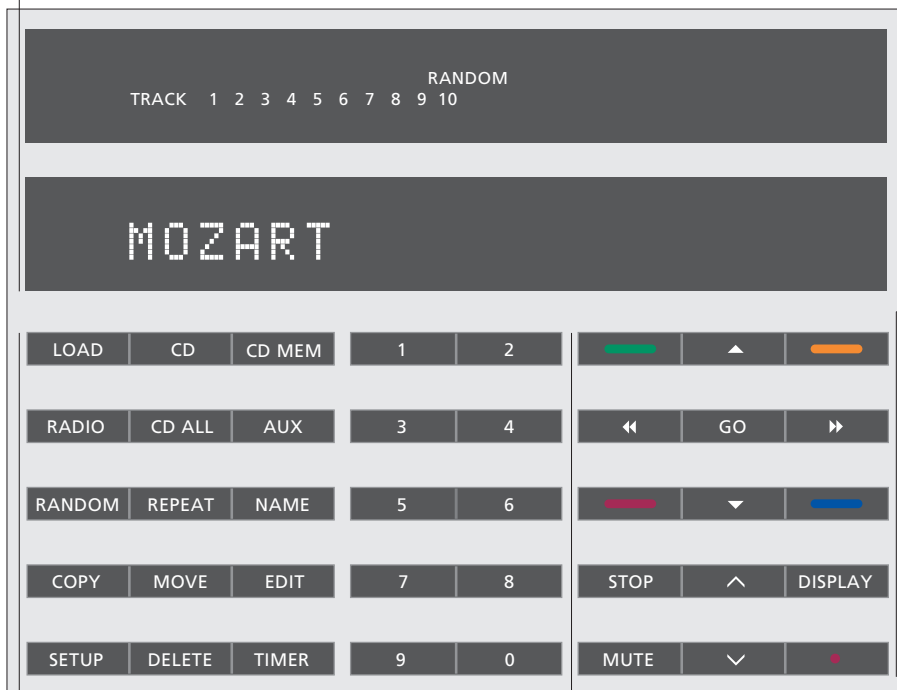 RANDOM
TRACK 1 2 3 4 5 6 7 8 9 10
MOZART
LOAD CD CD MEM 1 2
RADIO CD ALL AUX 3 4 GO
RANDOM REPEAT NAME 5 6
COPY MOVE EDIT 7 8 STOP DISPLAY
SETUP DELETE TIMER 9 0 MUTE